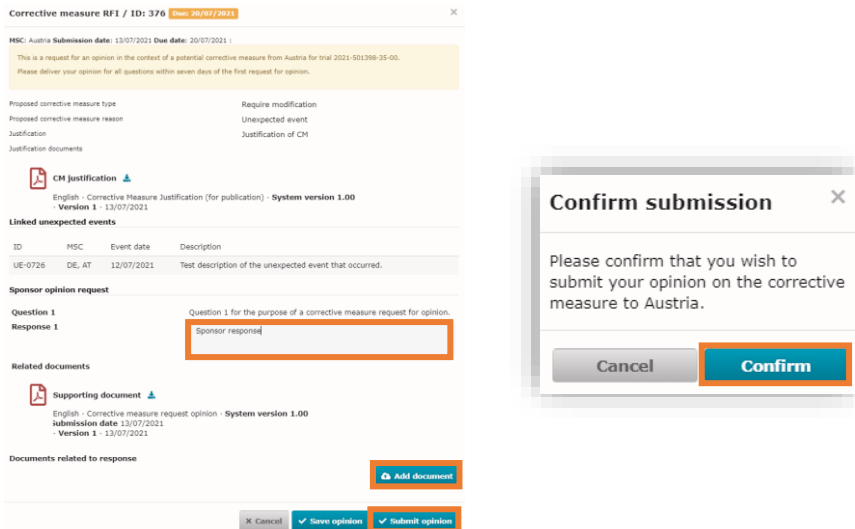 Corrective measure RFI / ID: 376 Due: 20/07/2021 ×
MSC: Austria Submission date: 13/07/2021 Due date: 20/07/2021 :
This is a request for an opinion in the context of a potential corrective measure from Austria for trial 2021-501398-35-00.
Please deliver your opinion for all questions within seven days of the first request for opinion.
Proposed corrective measure type Require modification
Proposed corrective measure reason Unexpected event
Justification Justification of CM
Justification documents
CM justification
English - Corrective Measure Justification (for publication) - System version 1.00
- Version 1 - 13/07/2021
Linked unexpected events
ID MSC Event date Description
UE-0726 DE, AT 12/07/2021 Test description of the unexpected event that occurred.
Sponsor opinion request
Question 1 Question 1 for the purpose of a corrective measure request for opinion.
Response 1 Sponsor response
Related documents
Supporting document
English - Corrective measure request opinion - System version 1.00
submission date 13/07/2021
- Version 1 - 13/07/2021
Documents related to response
Add document
× Cancel ✓ Save opinion ✓ Submit opinion
Confirm submission ×
Please confirm that you wish to
submit your opinion on the corrective
measure to Austria.
Cancel Confirm